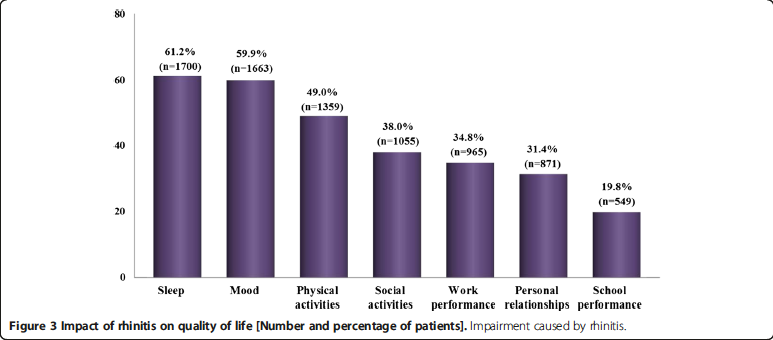 80
60
40
20
0
61.2%
(n=1700)
59.9%
(n=1663)
49.0%
(n=1359)
38.0%
(n=1055)
34.8%
(n=965)
31.4%
(n=871)
19.8%
(n=549)
Sleep
Mood
Physical
activities
Social
activities
Work
performance
Personal
relationships
School
performance
Figure 3 Impact of rhinitis on quality of life [Number and percentage of patients]. Impairment caused by rhinitis.